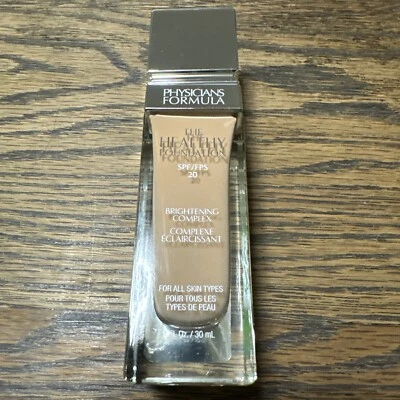 PHYSICIANS
FORMULA
THE
HEALTHY
FOUNDATION
SPF/FPS
20
BRIGHTENING
COMPLEX
COMPLEXE
ÉCLAIRCISSANT
FOR ALL SKIN TYPES
POUR TOUS LES
TYPES DE PEAU
Oz. / 30 mL